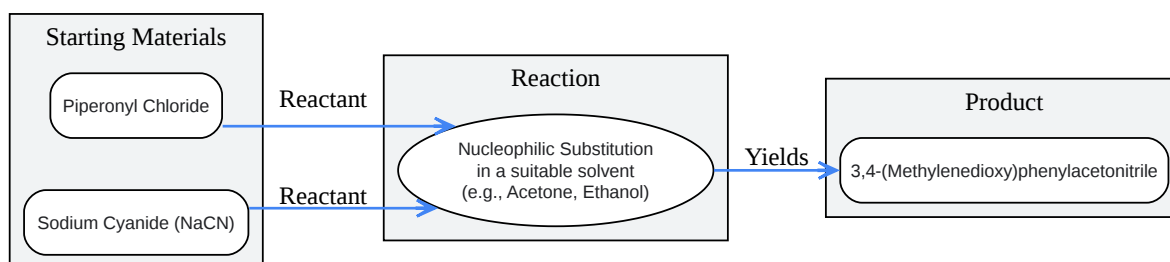 Starting Materials
Piperonyl Chloride
Sodium Cyanide (NaCN)
Reactant
Reactant
Reaction
Nucleophilic Substitution
in a suitable solvent
(e.g., Acetone, Ethanol)
Yields
Product
3,4-(Methylenedioxy)phenylacetonitrile